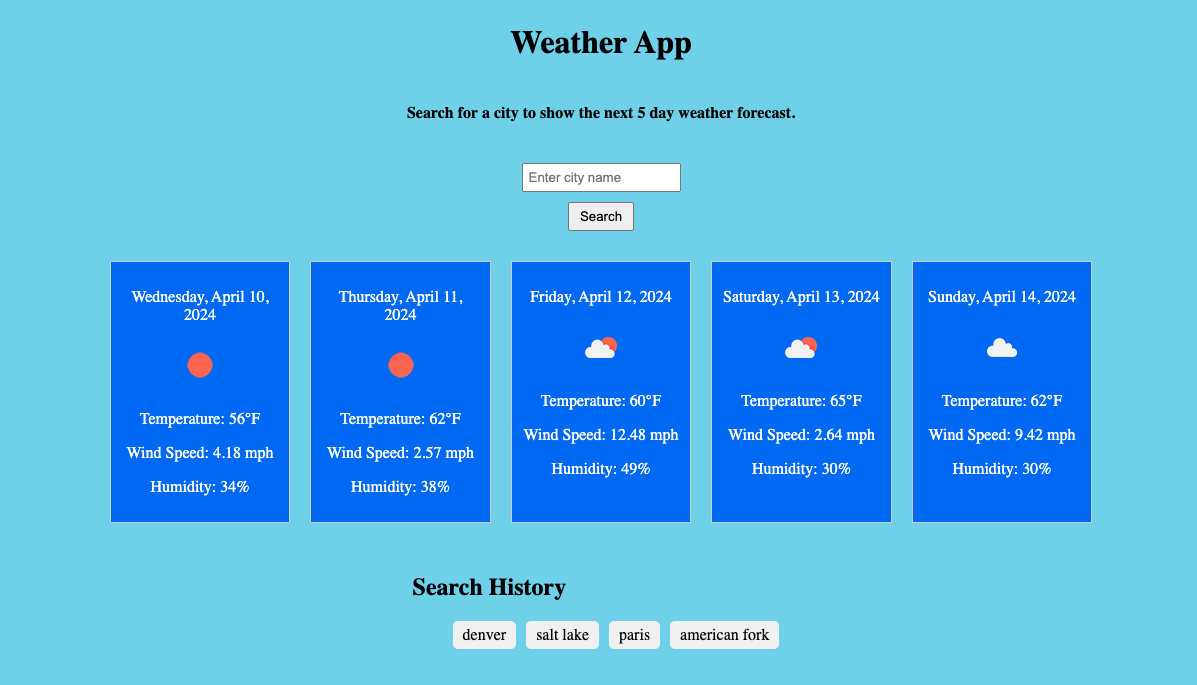 Weather App
Search for a city to show the next 5 day weather forecast.
Enter city name
Search
Wednesday, April 10,
2024
Temperature: 56°F
Wind Speed: 4.18 mph
Humidity: 34%
Thursday, April 11,
2024
Temperature: 62°F
Wind Speed: 2.57 mph
Humidity: 38%
Friday, April 12, 2024
Temperature: 60°F
Wind Speed: 12.48 mph
Humidity: 49%
Saturday, April 13, 2024
Temperature: 65°F
Wind Speed: 2.64 mph
Humidity: 30%
Sunday, April 14, 2024
Temperature: 62°F
Wind Speed: 9.42 mph
Humidity: 30%
Search History
denver
salt lake
paris
american fork